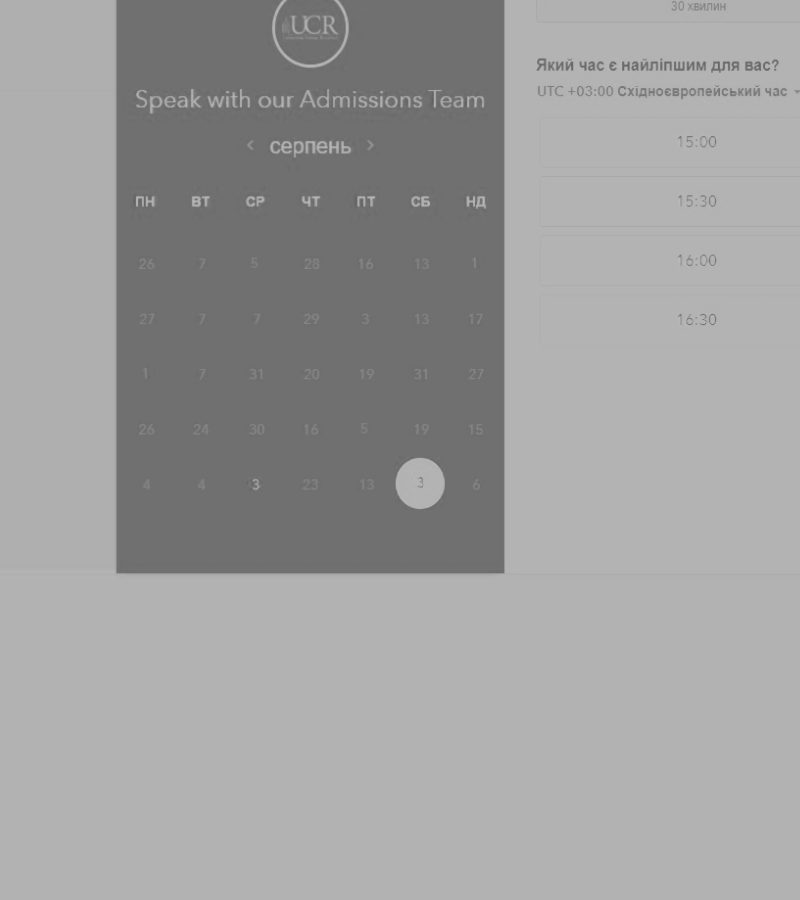 UCR
Speak with our Admissions Team
‹ серпень ›
ПН ВТ СР ЧТ ПТ СБ НД
26 7 5 28 16 13 1
27 7 7 29 3 13 17
1 7 31 20 19 31 27
26 24 30 16 5 19 15
4 4 3 23 13 3 6
30 хвилин
Який час є найліпшим для вас?
UTC +03:00 Східноєвропейський час
15:00
15:30
16:00
16:30